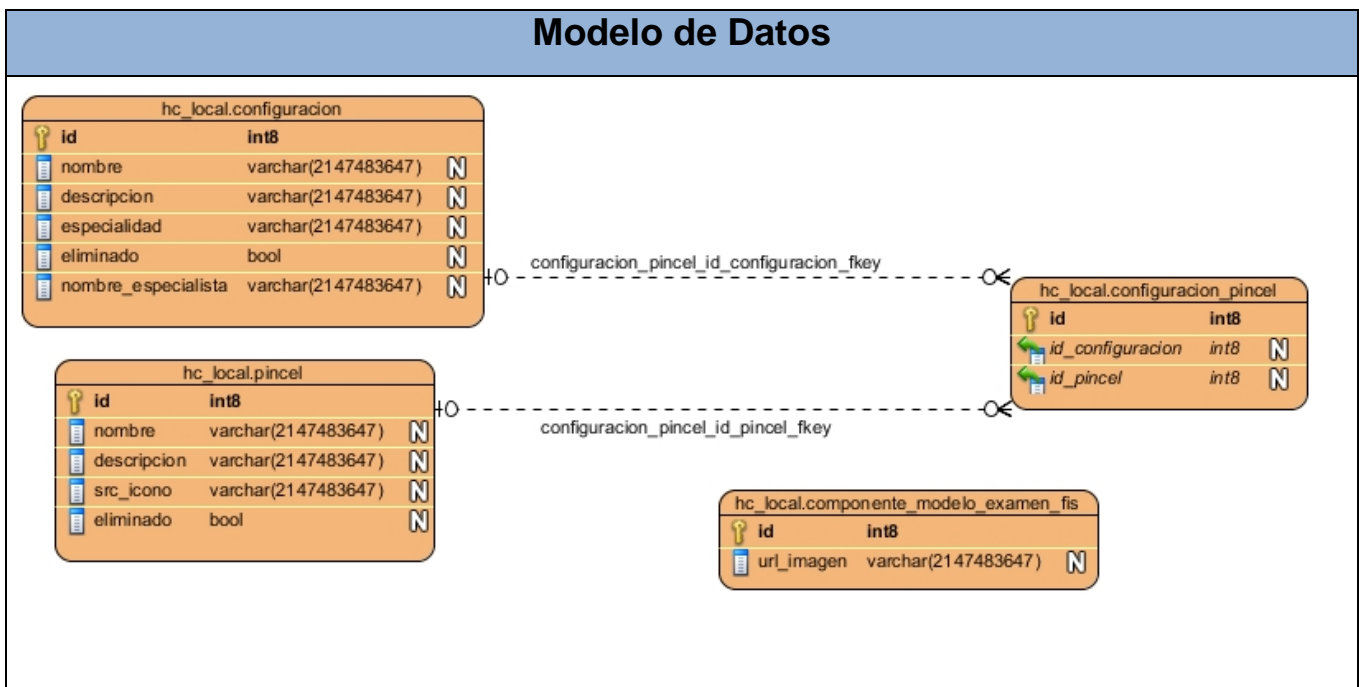 Modelo de Datos
hc_local.configuracion
id int8
nombre varchar(2147483647) N
descripcion varchar(2147483647) N
especialidad varchar(2147483647) N
eliminado bool N
nombre_especialista varchar(2147483647) N
configuracion_pincel_id_configuracion_fkey
hc_local.configuracion_pincel
id int8
id_configuracion int8 N
id_pincel int8 N
hc_local.pincel
id int8
nombre varchar(2147483647) N
descripcion varchar(2147483647) N
src_icono varchar(2147483647) N
eliminado bool N
configuracion_pincel_id_pincel_fkey
hc_local.componente_modelo_examen_fis
id int8
url_imagen varchar(2147483647) N